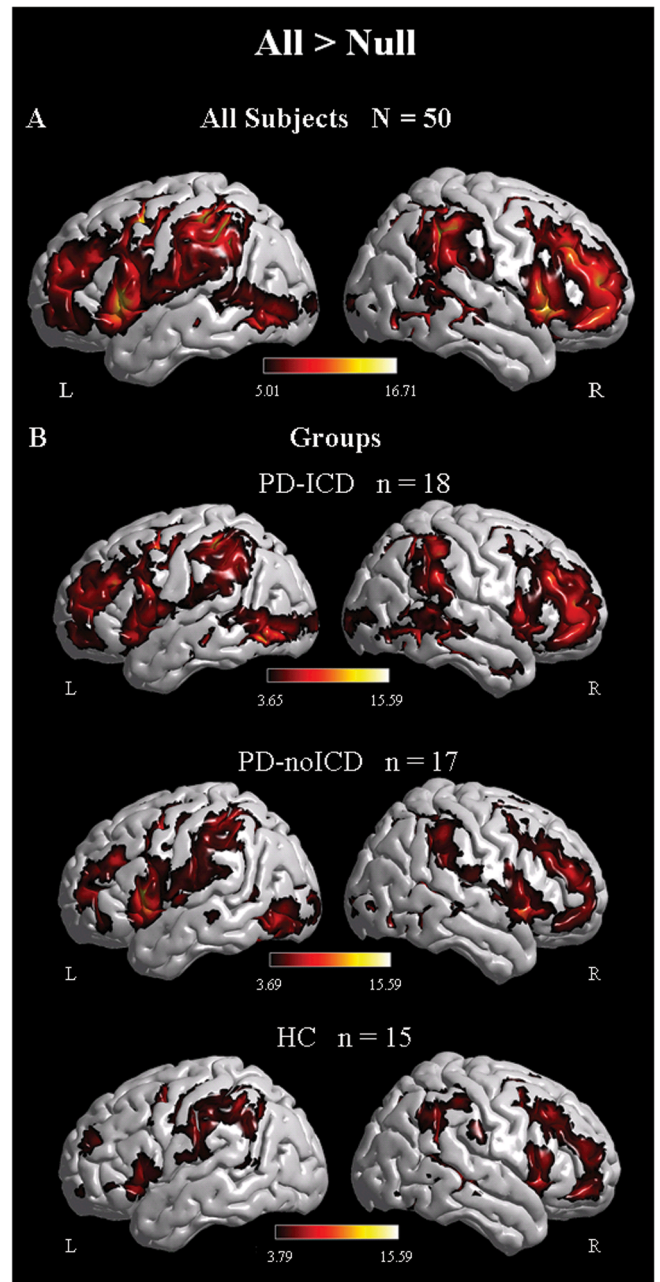 All > Null
A All Subjects N = 50
L 5.01 16.71 R
B Groups
PD-ICD n = 18
L 3.65 15.59 R
PD-noICD n = 17
L 3.69 15.59 R
HC n = 15
L 3.79 15.59 R